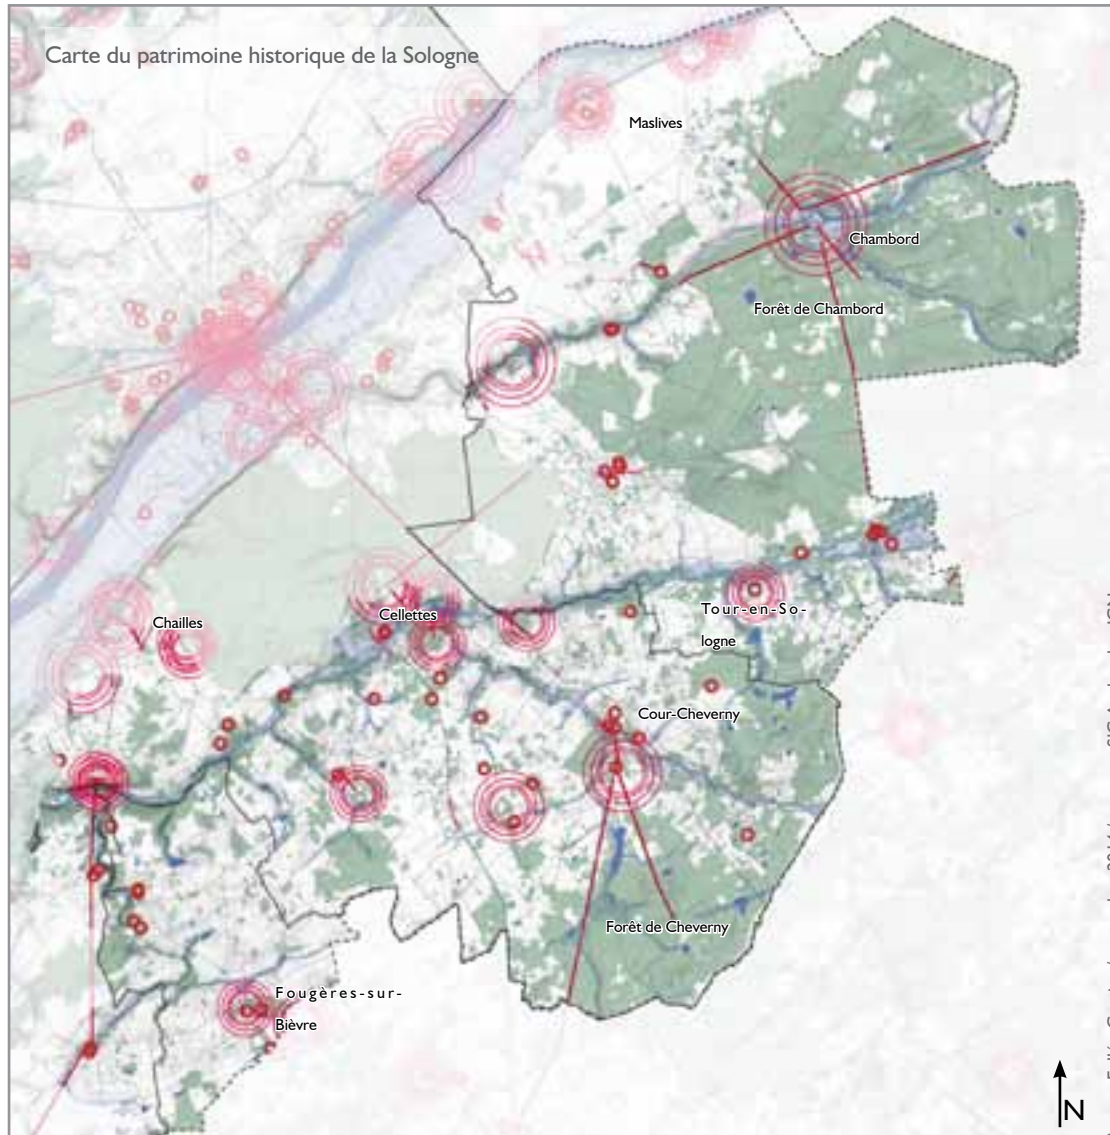 Carte du patrimoine historique de la Sologne
Maslives
Chambord
Forêt de Chambord
Chailles
Cellettes
Tour-en-So-
logne
Cour-Cheverny
Forêt de Cheverny
Fougères-sur-
Bièvre
N